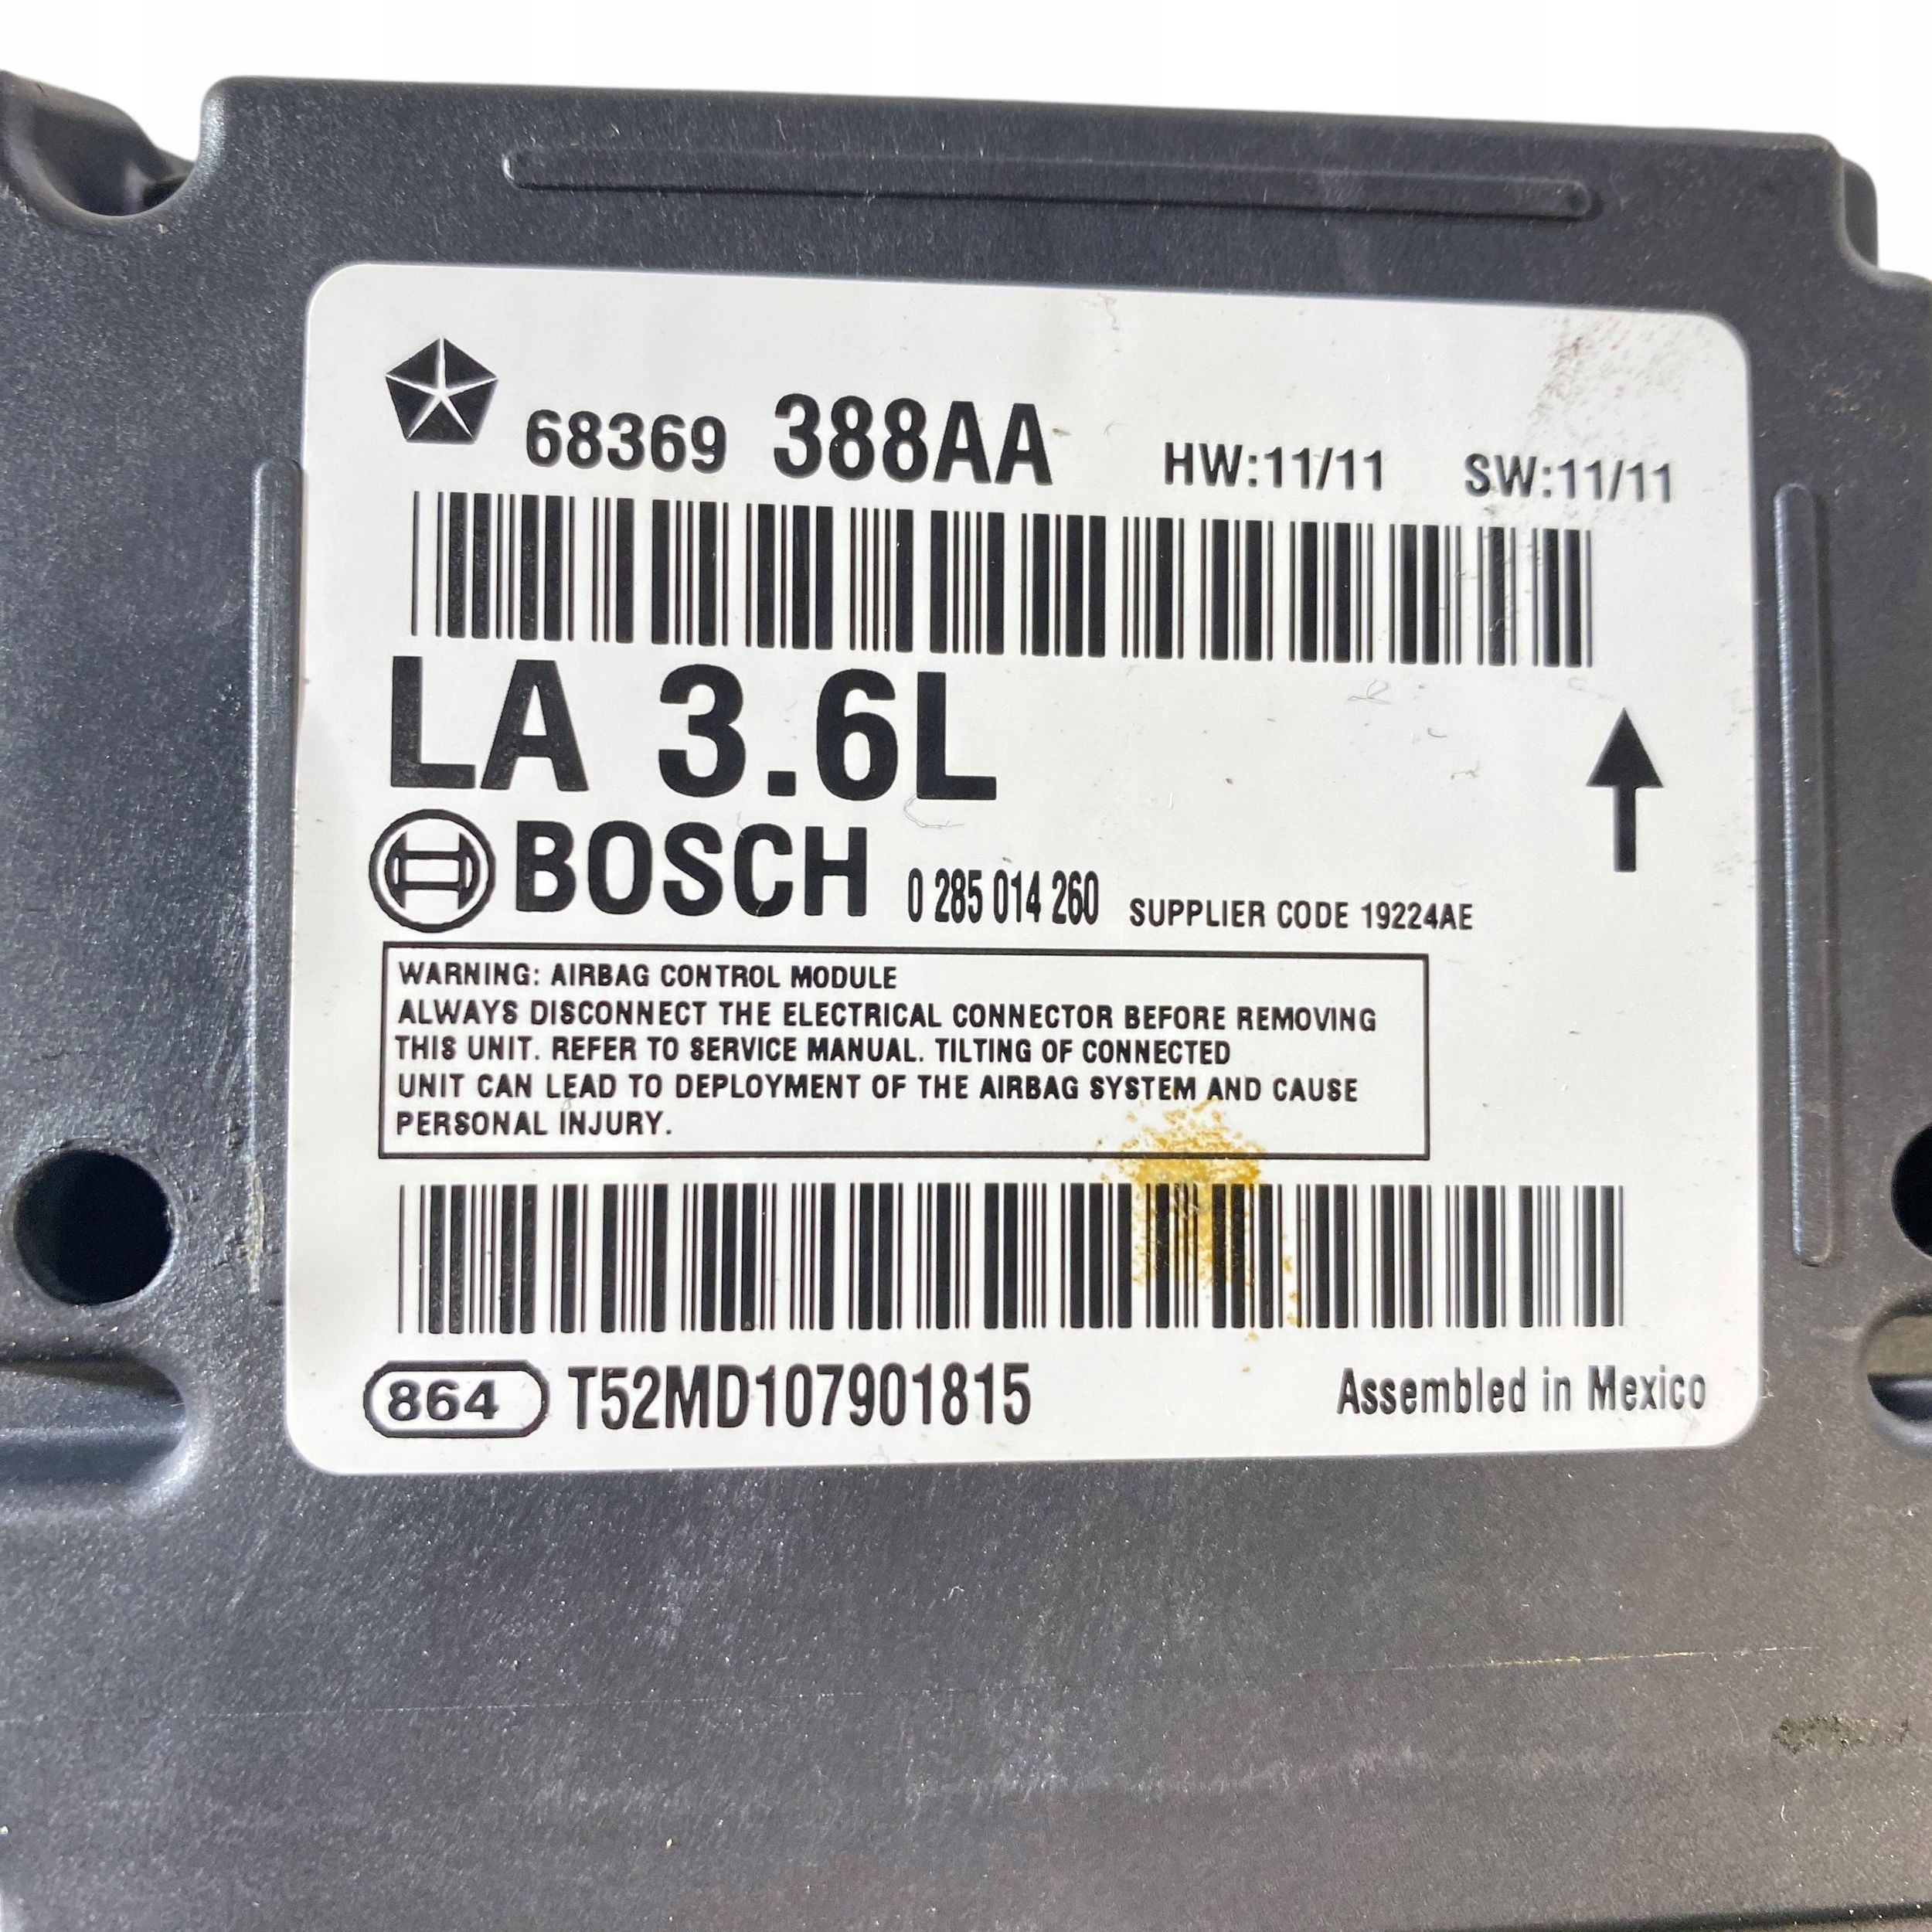 68369 388AA HW:11/11 SW:11/11
LA 3.6L
BOSCH 0 285 014 260 SUPPLIER CODE 19224AE
WARNING: AIRBAG CONTROL MODULE
ALWAYS DISCONNECT THE ELECTRICAL CONNECTOR BEFORE REMOVING
THIS UNIT. REFER TO SERVICE MANUAL. TILTING OF CONNECTED
UNIT CAN LEAD TO DEPLOYMENT OF THE AIRBAG SYSTEM AND CAUSE
PERSONAL INJURY.
864 T52MD107901815 Assembled in Mexico